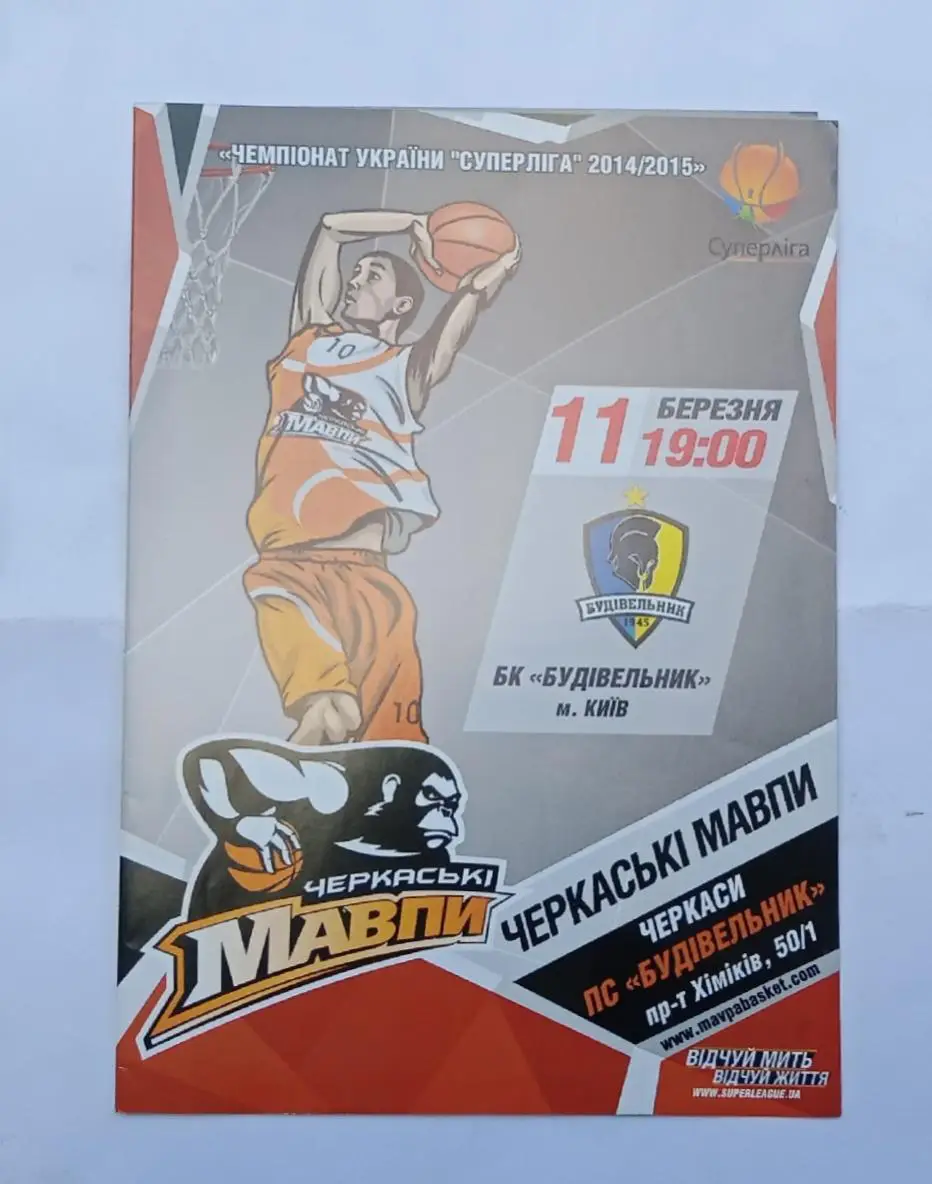 «ЧЕМПІОНАТ УКРАЇНИ "СУПЕРЛІГА" 2014/2015»
Суперліга
10
МАВПИ
11 БЕРЕЗНЯ
19:00
БУДІВЕЛЬНИК
1945
БК «БУДІВЕЛЬНИК»
м. КИЇВ
10
ЧЕРКАСЬКІ
МАВПИ
ЧЕРКАСЬКІ МАВПИ
ЧЕРКАСИ
ПС «БУДІВЕЛЬНИК»
пр-т Хіміків, 50/1
www.mavpabasket.com
ВІДЧУЙ МИТЬ
ВІДЧУЙ ЖИТТЯ
WWW.SUPERLEAGUE.UA